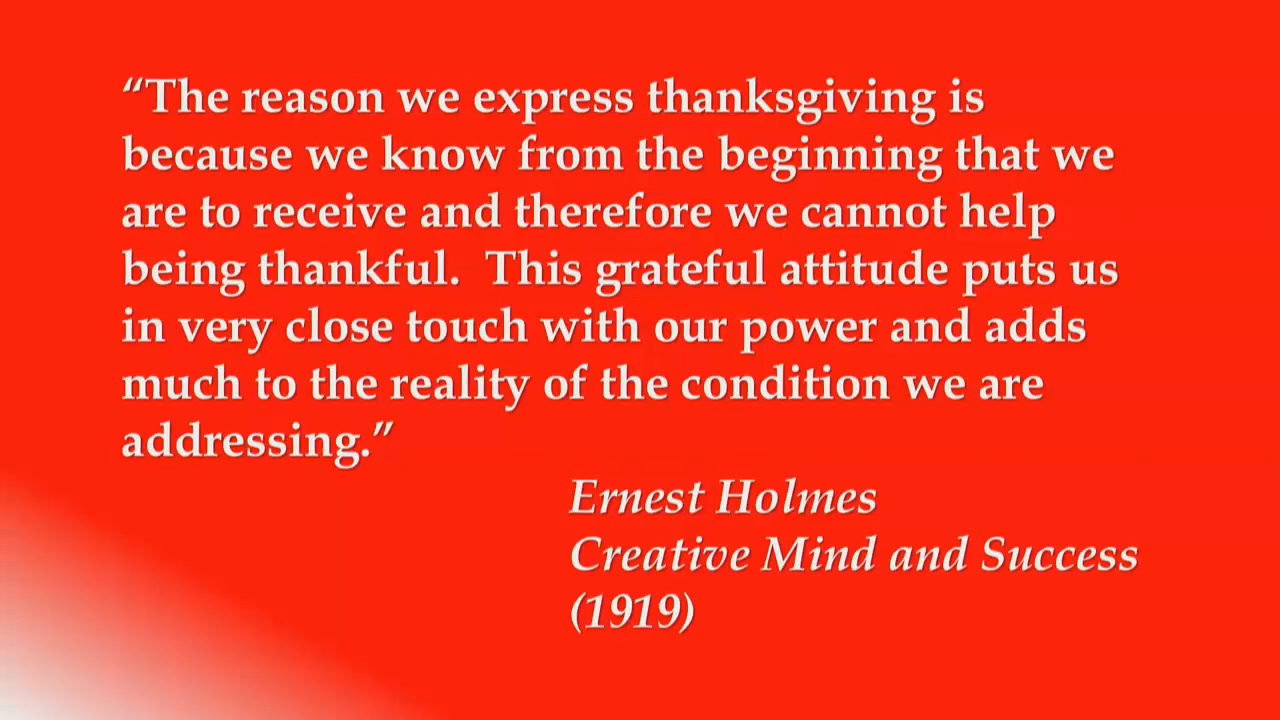 “The reason we express thanksgiving is
because we know from the beginning that we
are to receive and therefore we cannot help
being thankful.  This grateful attitude puts us
in very close touch with our power and adds
much to the reality of the condition we are
addressing.”
Ernest Holmes
Creative Mind and Success
(1919)